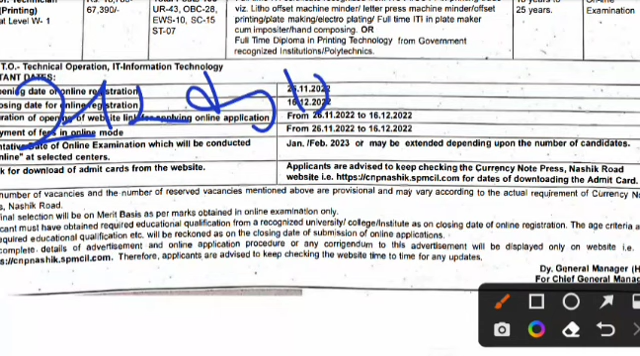 . Technician
(Printing)
at Level W- 1
67,390/-
UR-43, OBC-28,
EWS-10, SC-15
ST-07
viz. Litho offset machine minder/ letter press machine minder/offset
printing/plate making/electro plating/ Full time ITI in plate maker
cum impositer/hand composing. OR
Full Time Diploma in Printing Technology from Government
recognized Institutions/Polytechnics.
25 years.
Online
Examination
T.O.- Technical Operation, IT-Information Technology
TANT DATES:
pening date of online registration 26.11.2022
osing date for online registration 16.12.2022
ration of opening of website link for applying online application From 26.11.2022 to 16.12.2022
yment of fees in online mode From 26.11.2022 to 16.12.2022
ntative Date of Online Examination which will be conducted Jan. /Feb. 2023 or may be extended depending upon the number of candidates.
nline" at selected centers.
k for download of admit cards from the website. Applicants are advised to keep checking the Currency Note Press, Nashik Road
website i.e. https://cnpnashik.spmcil.com for dates of downloading the Admit Card.
number of vacancies and the number of reserved vacancies mentioned above are provisional and may vary according to the actual requirement of Currency No
s, Nashik Road.
inal selection will be on Merit Basis as per marks obtained in online examination only.
cant must have obtained required educational qualification from a recognized university/ college/Institute as on closing date of online registration. The age criteria a
equired educational qualification etc. will be reckoned as on the closing date of submission of online applications.
complete details of advertisement and online application procedure or any corrigendum to this advertisement will be displayed only on website i.e.
s://cnpnashik.spmcil.com. Therefore, applicants are advised to keep checking the website time to time for any updates.
Dy. General Manager (H
For Chief General Mana